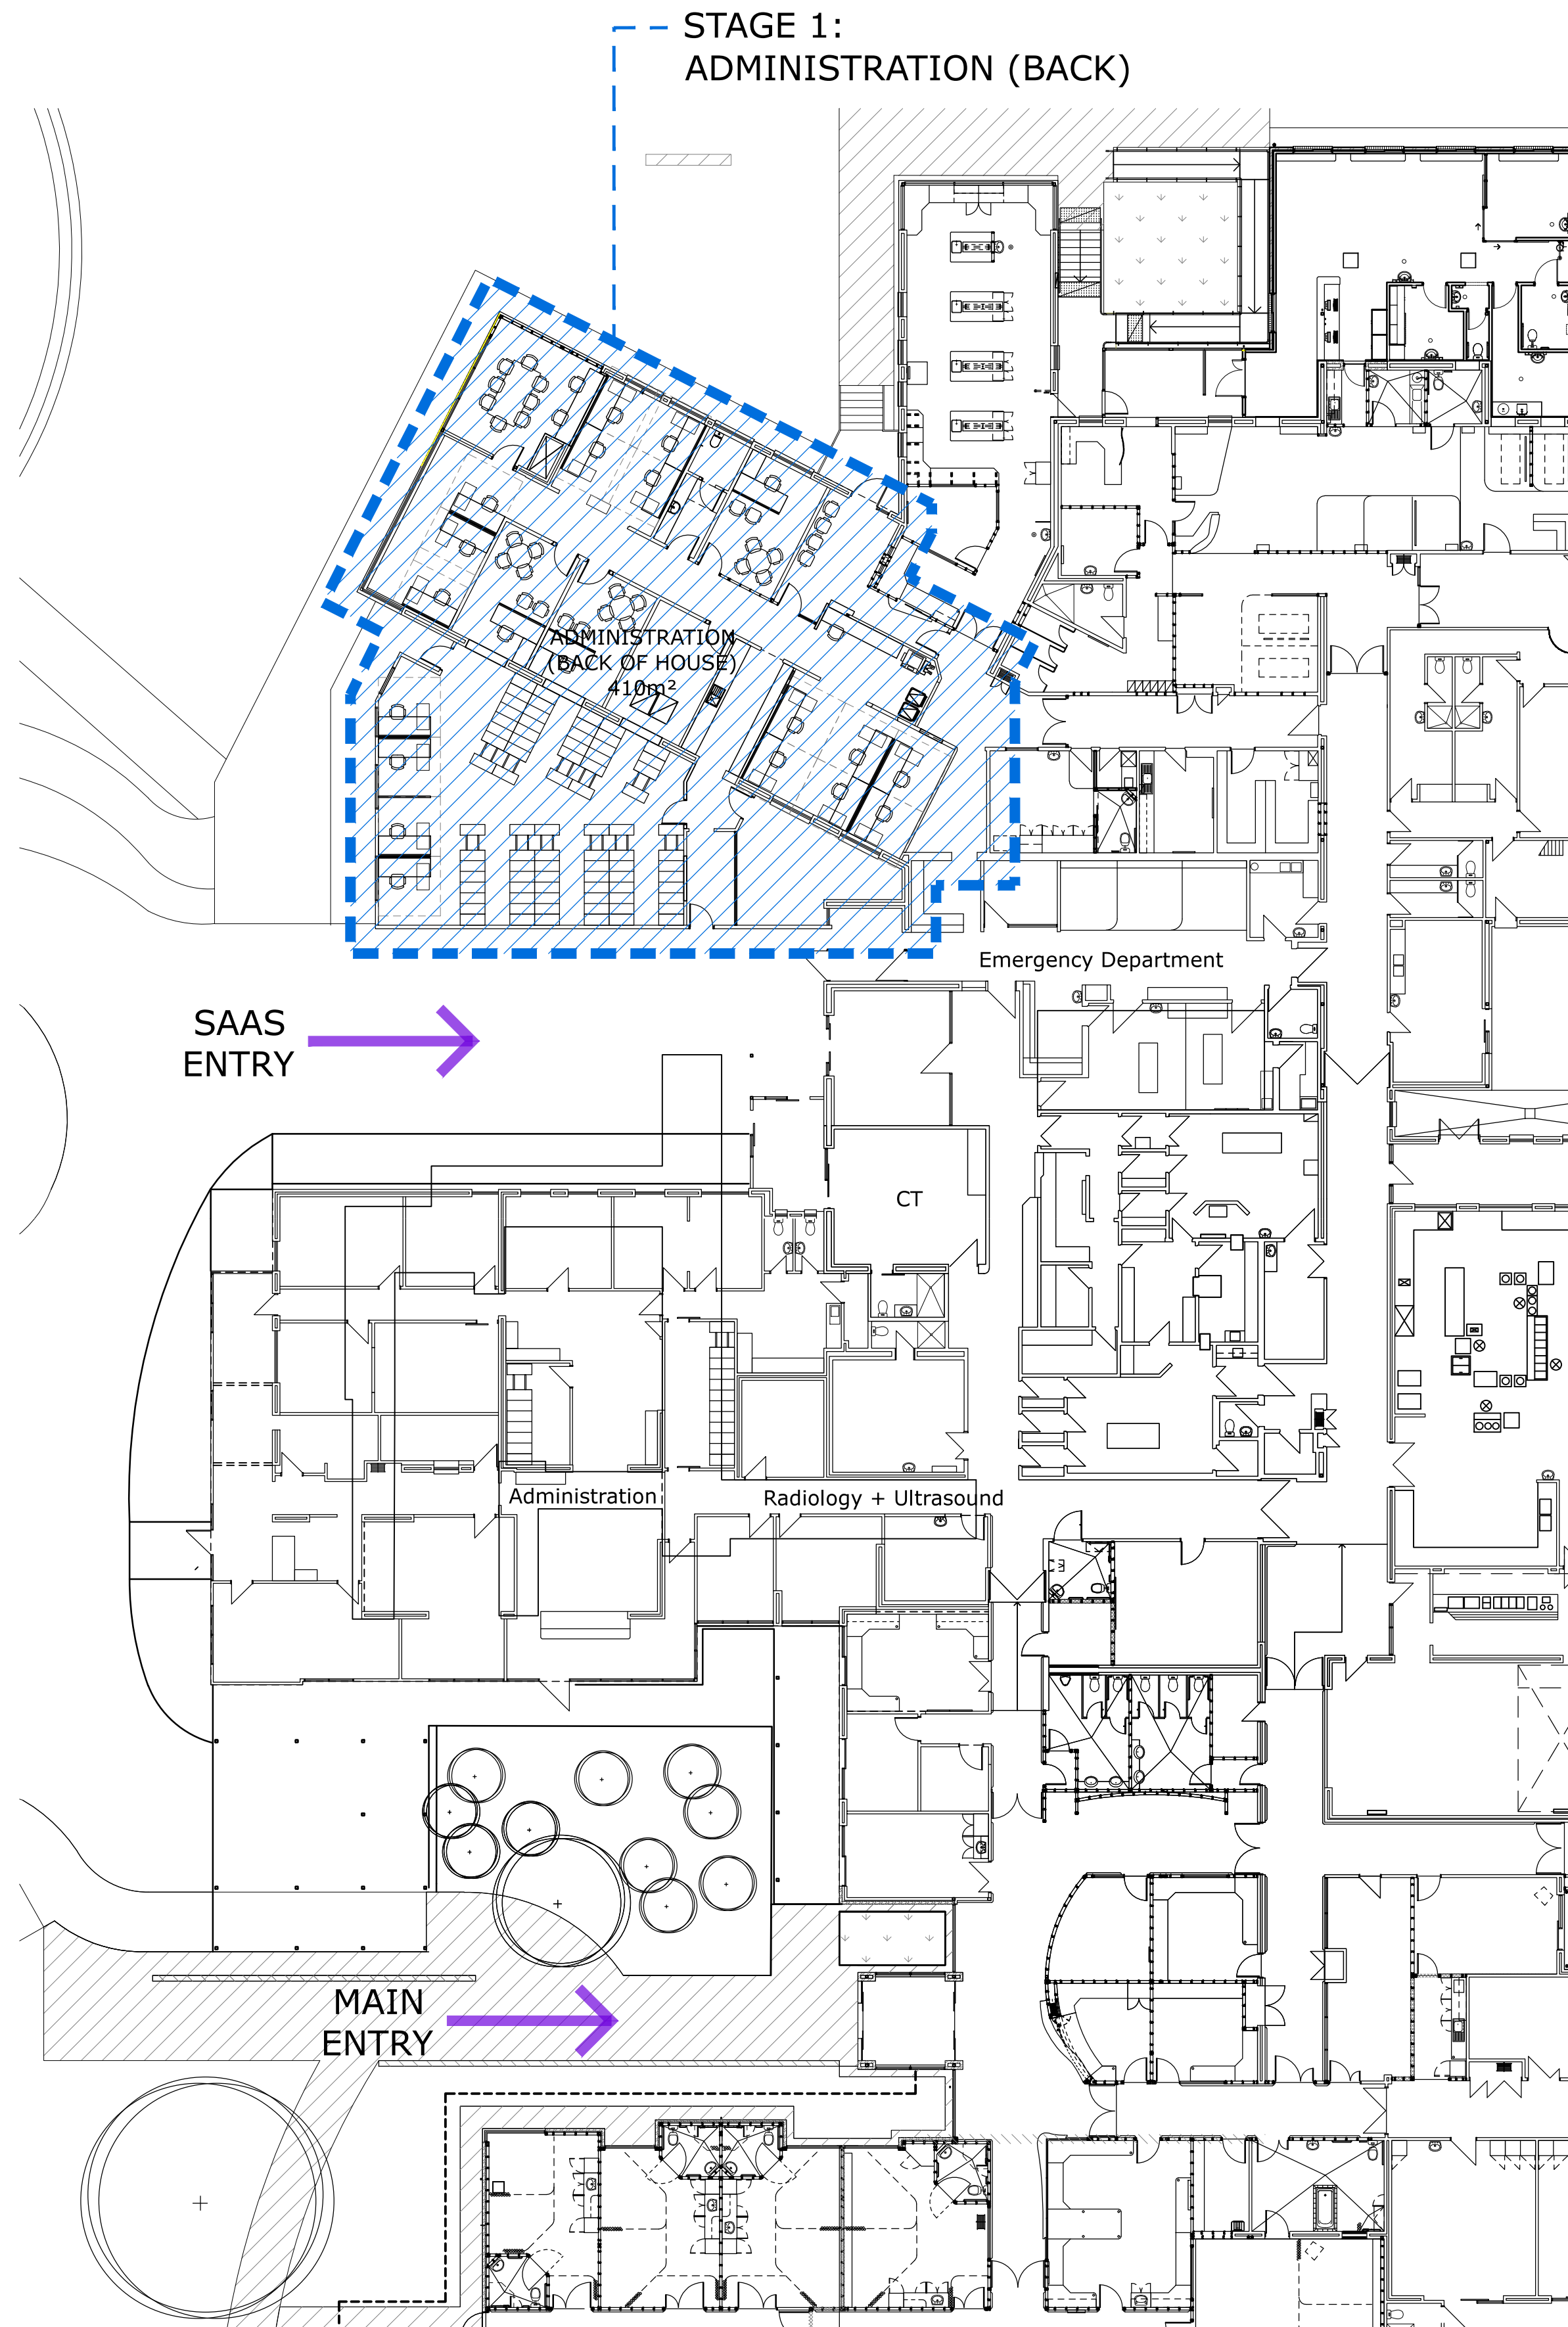 STAGE 1:
ADMINISTRATION (BACK)
ADMINISTRATION
(BACK OF HOUSE)
410m²
Emergency Department
SAAS
ENTRY
CT
Administration
Radiology + Ultrasound
MAIN
ENTRY